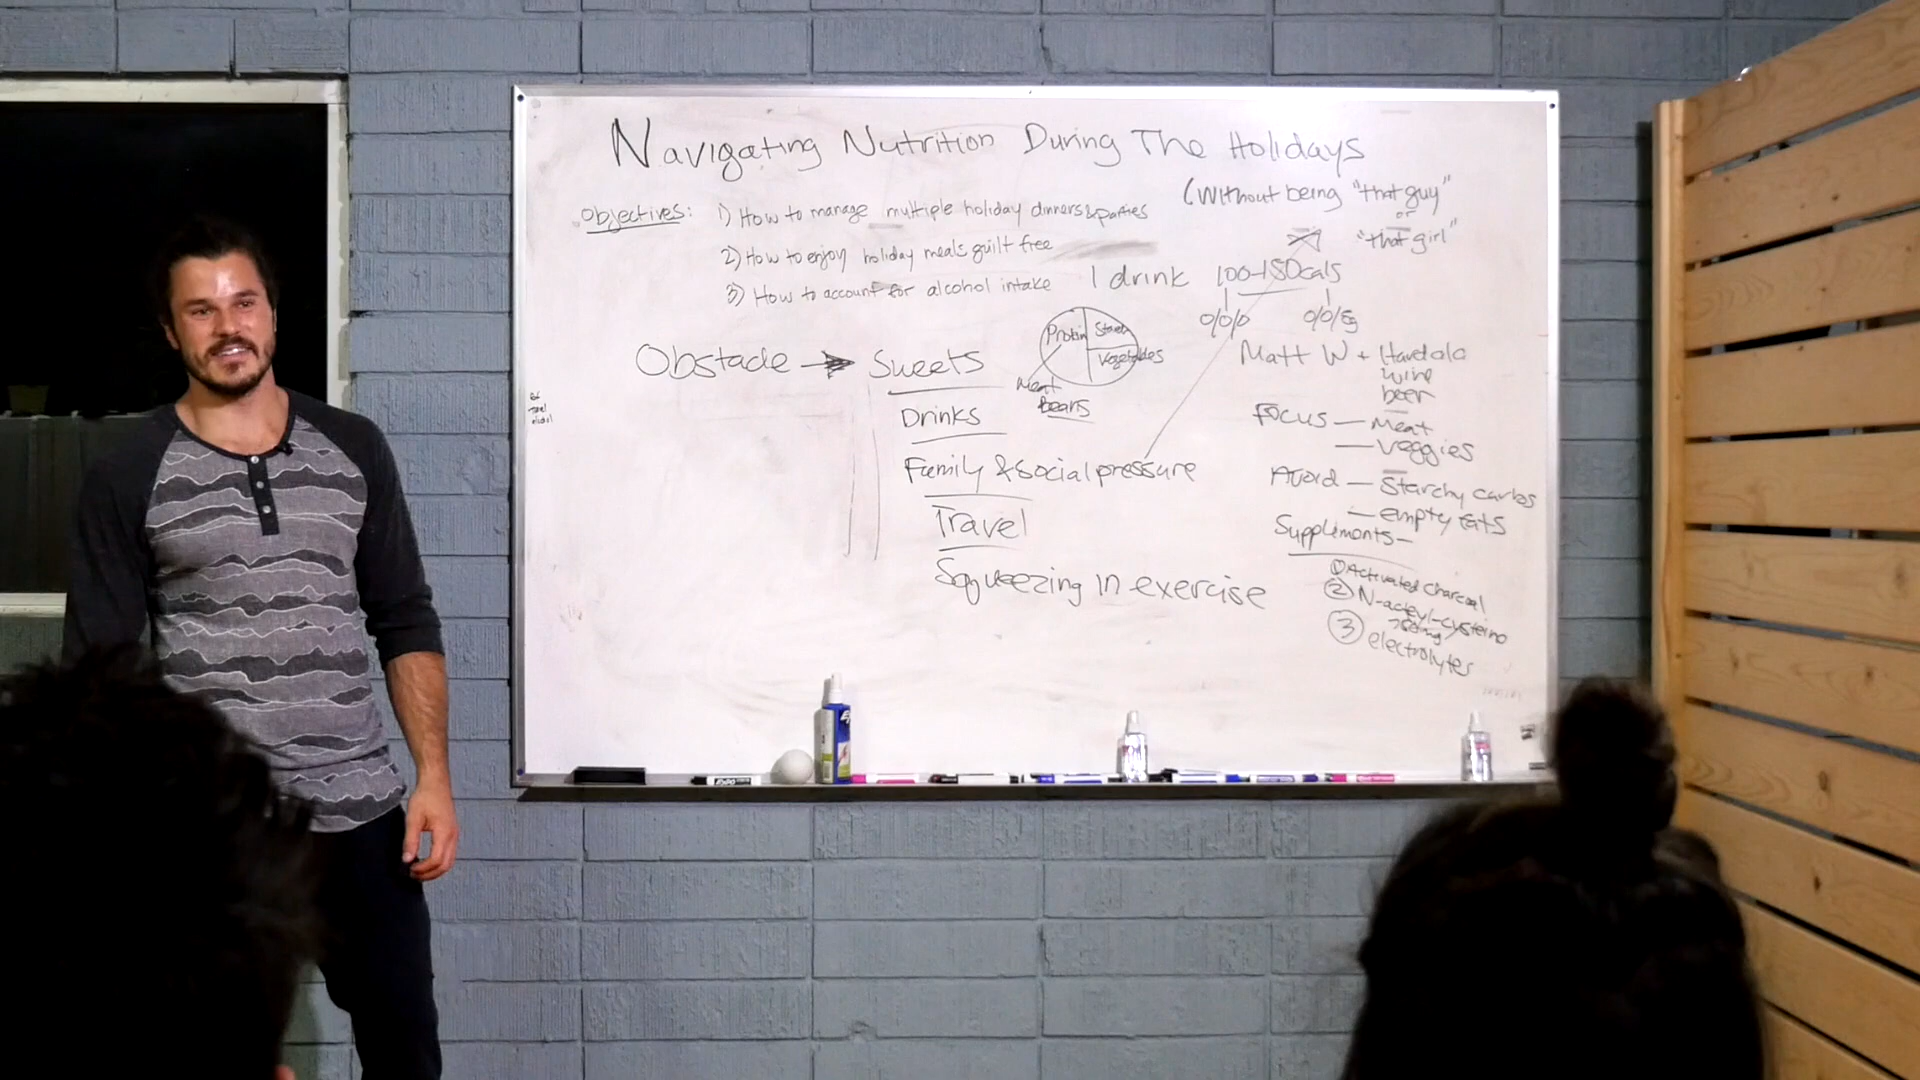 Navigating Nutrition During The Holidays
(Without being "that guy"
or
"that girl"
Objectives: 1) How to manage multiple holiday dinners & parties
2) How to enjoy holiday meals guilt free
3) How to account for alcohol intake
1 drink 100-150cals
0/0/0 0/0/5g
Obstacle → Sweets
Drinks
Family & social pressure
Travel
Squeezing in exercise
Protein Starch
Vegetables
Meat
Beans
Matt W + Hard alc
wine
beer
Focus — Meat
— Veggies
Avoid — Starchy carbs
— empty fats
Supplements —
① Activated Charcoal
② N-acteyl-cysteine
③ electrolytes
EXPO